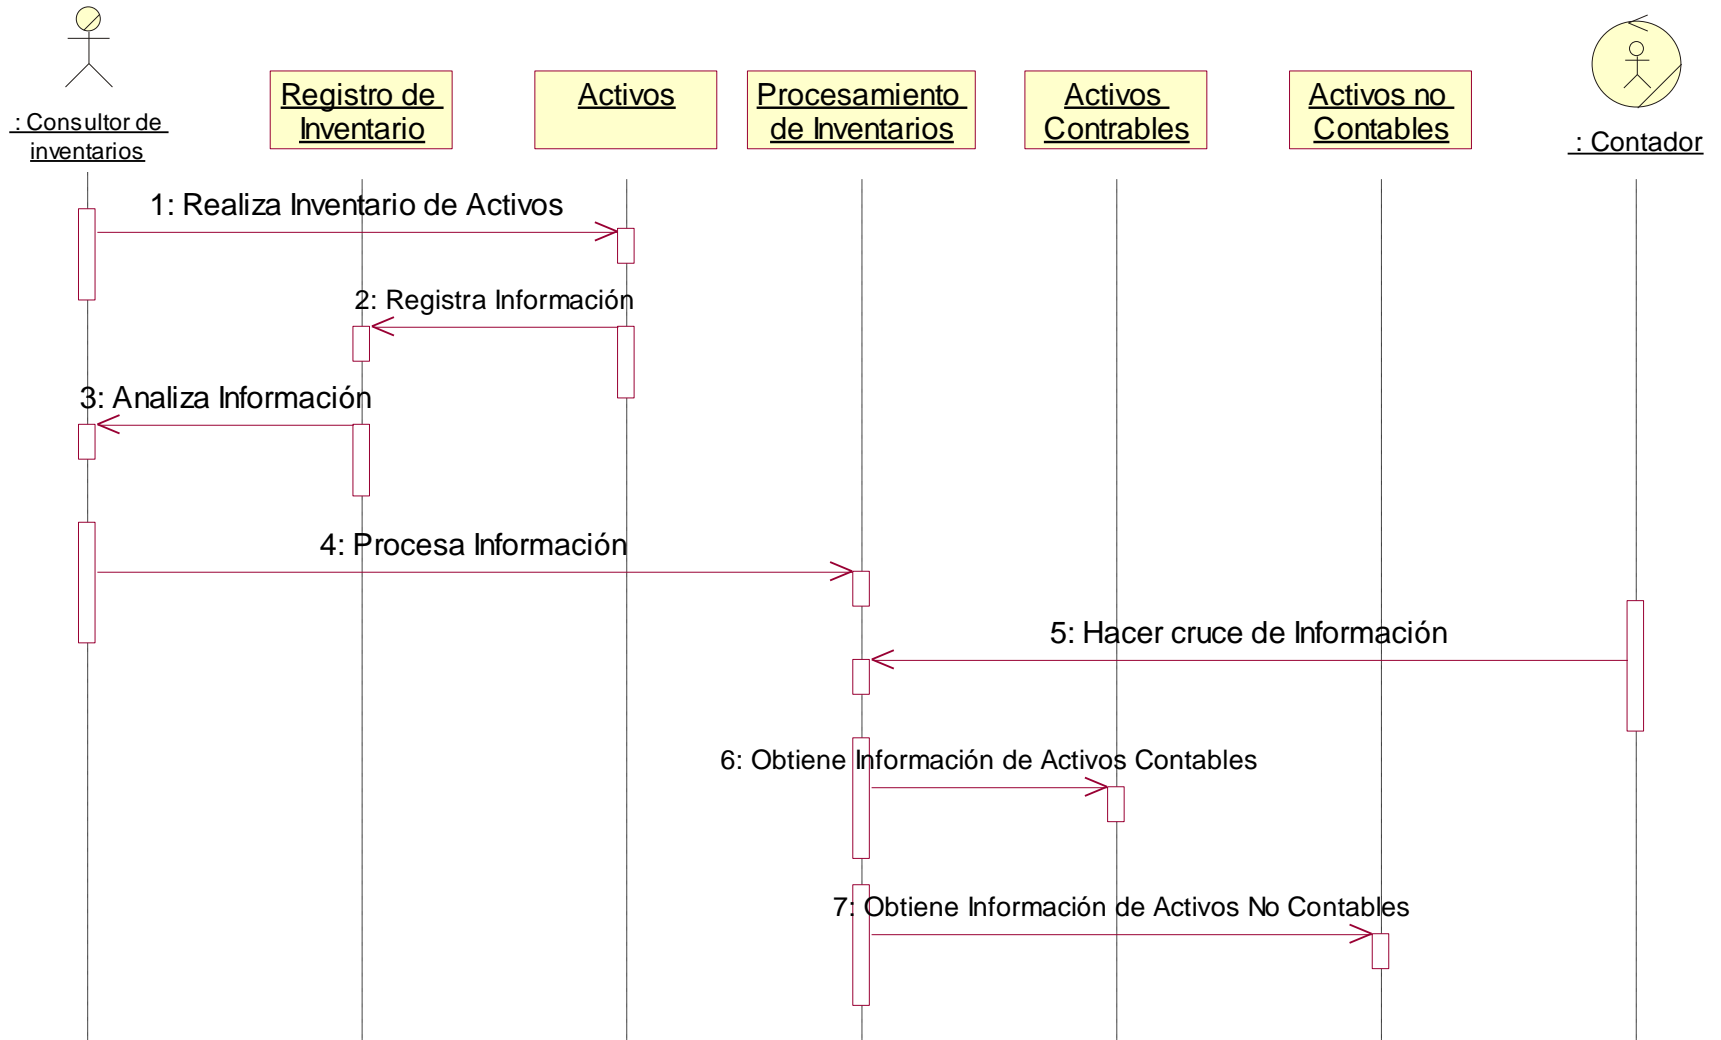 : Consultor de
inventarios
Registro de
Inventario
Activos
Procesamiento
de Inventarios
Activos
Contrables
Activos no
Contables
: Contador
1: Realiza Inventario de Activos
2: Registra Información
3: Analiza Información
4: Procesa Información
5: Hacer cruce de Información
6: Obtiene Información de Activos Contables
7: Obtiene Información de Activos No Contables